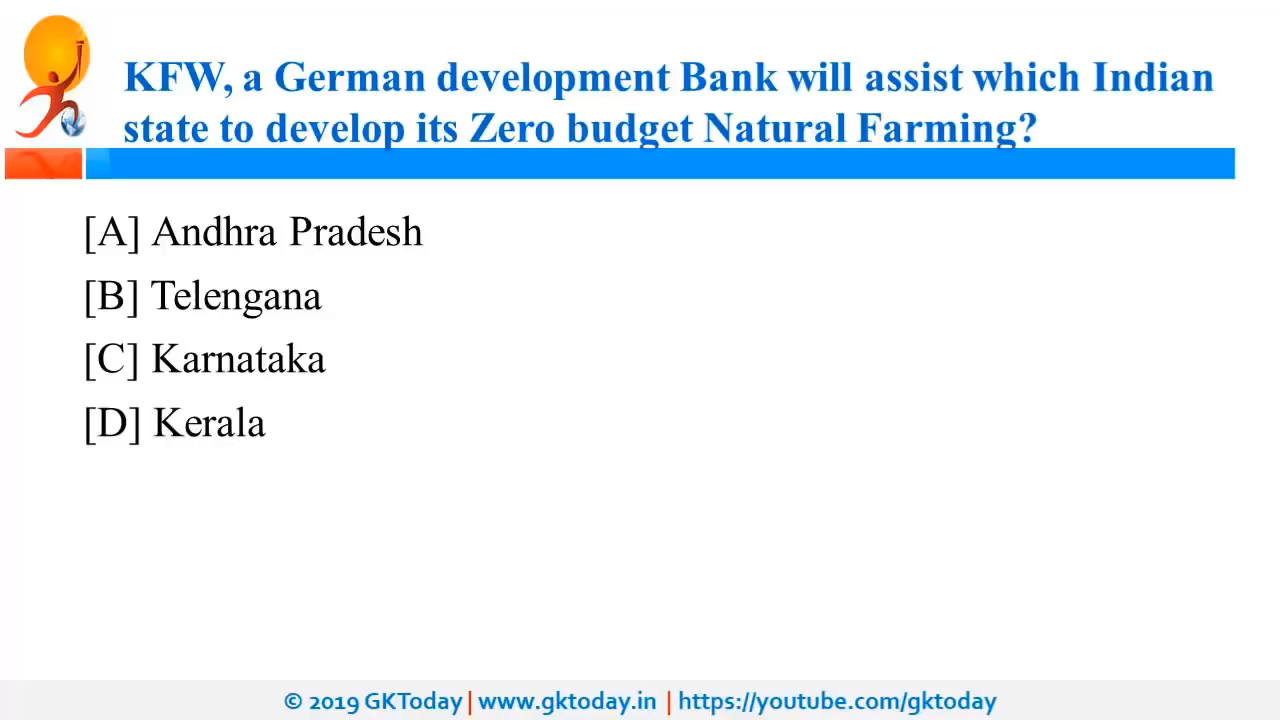 KFW, a German development Bank will assist which Indian
state to develop its Zero budget Natural Farming?
[A] Andhra Pradesh
[B] Telengana
[C] Karnataka
[D] Kerala
© 2019 GKToday | www.gktoday.in | https://youtube.com/gktoday